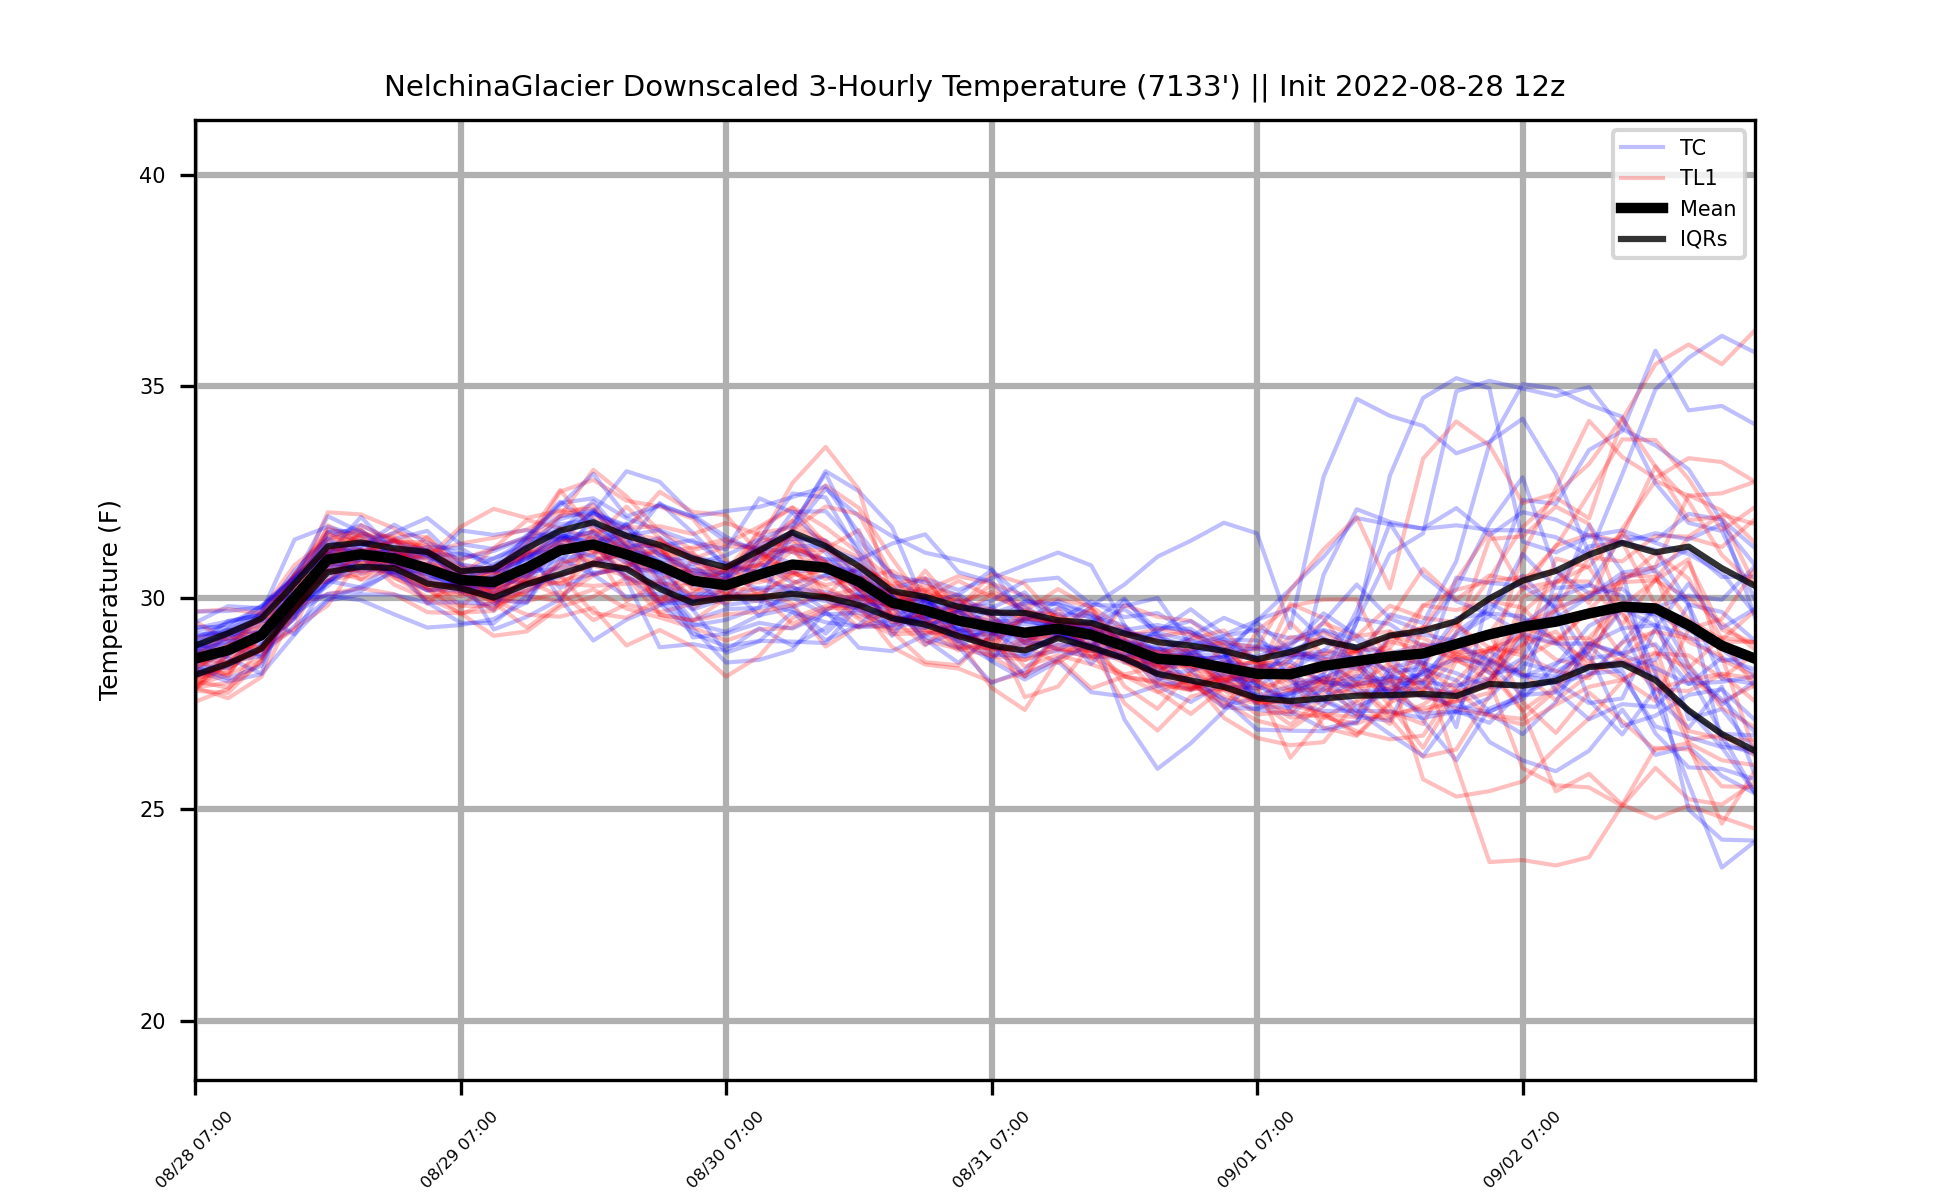 NelchinaGlacier Downscaled 3-Hourly Temperature (7133') || Init 2022-08-28 12z
TC
TL1
Mean
IQRs
Temperature (F)
40
35
30
25
20
08/28 07:00
08/29 07:00
08/30 07:00
08/31 07:00
09/01 07:00
09/02 07:00